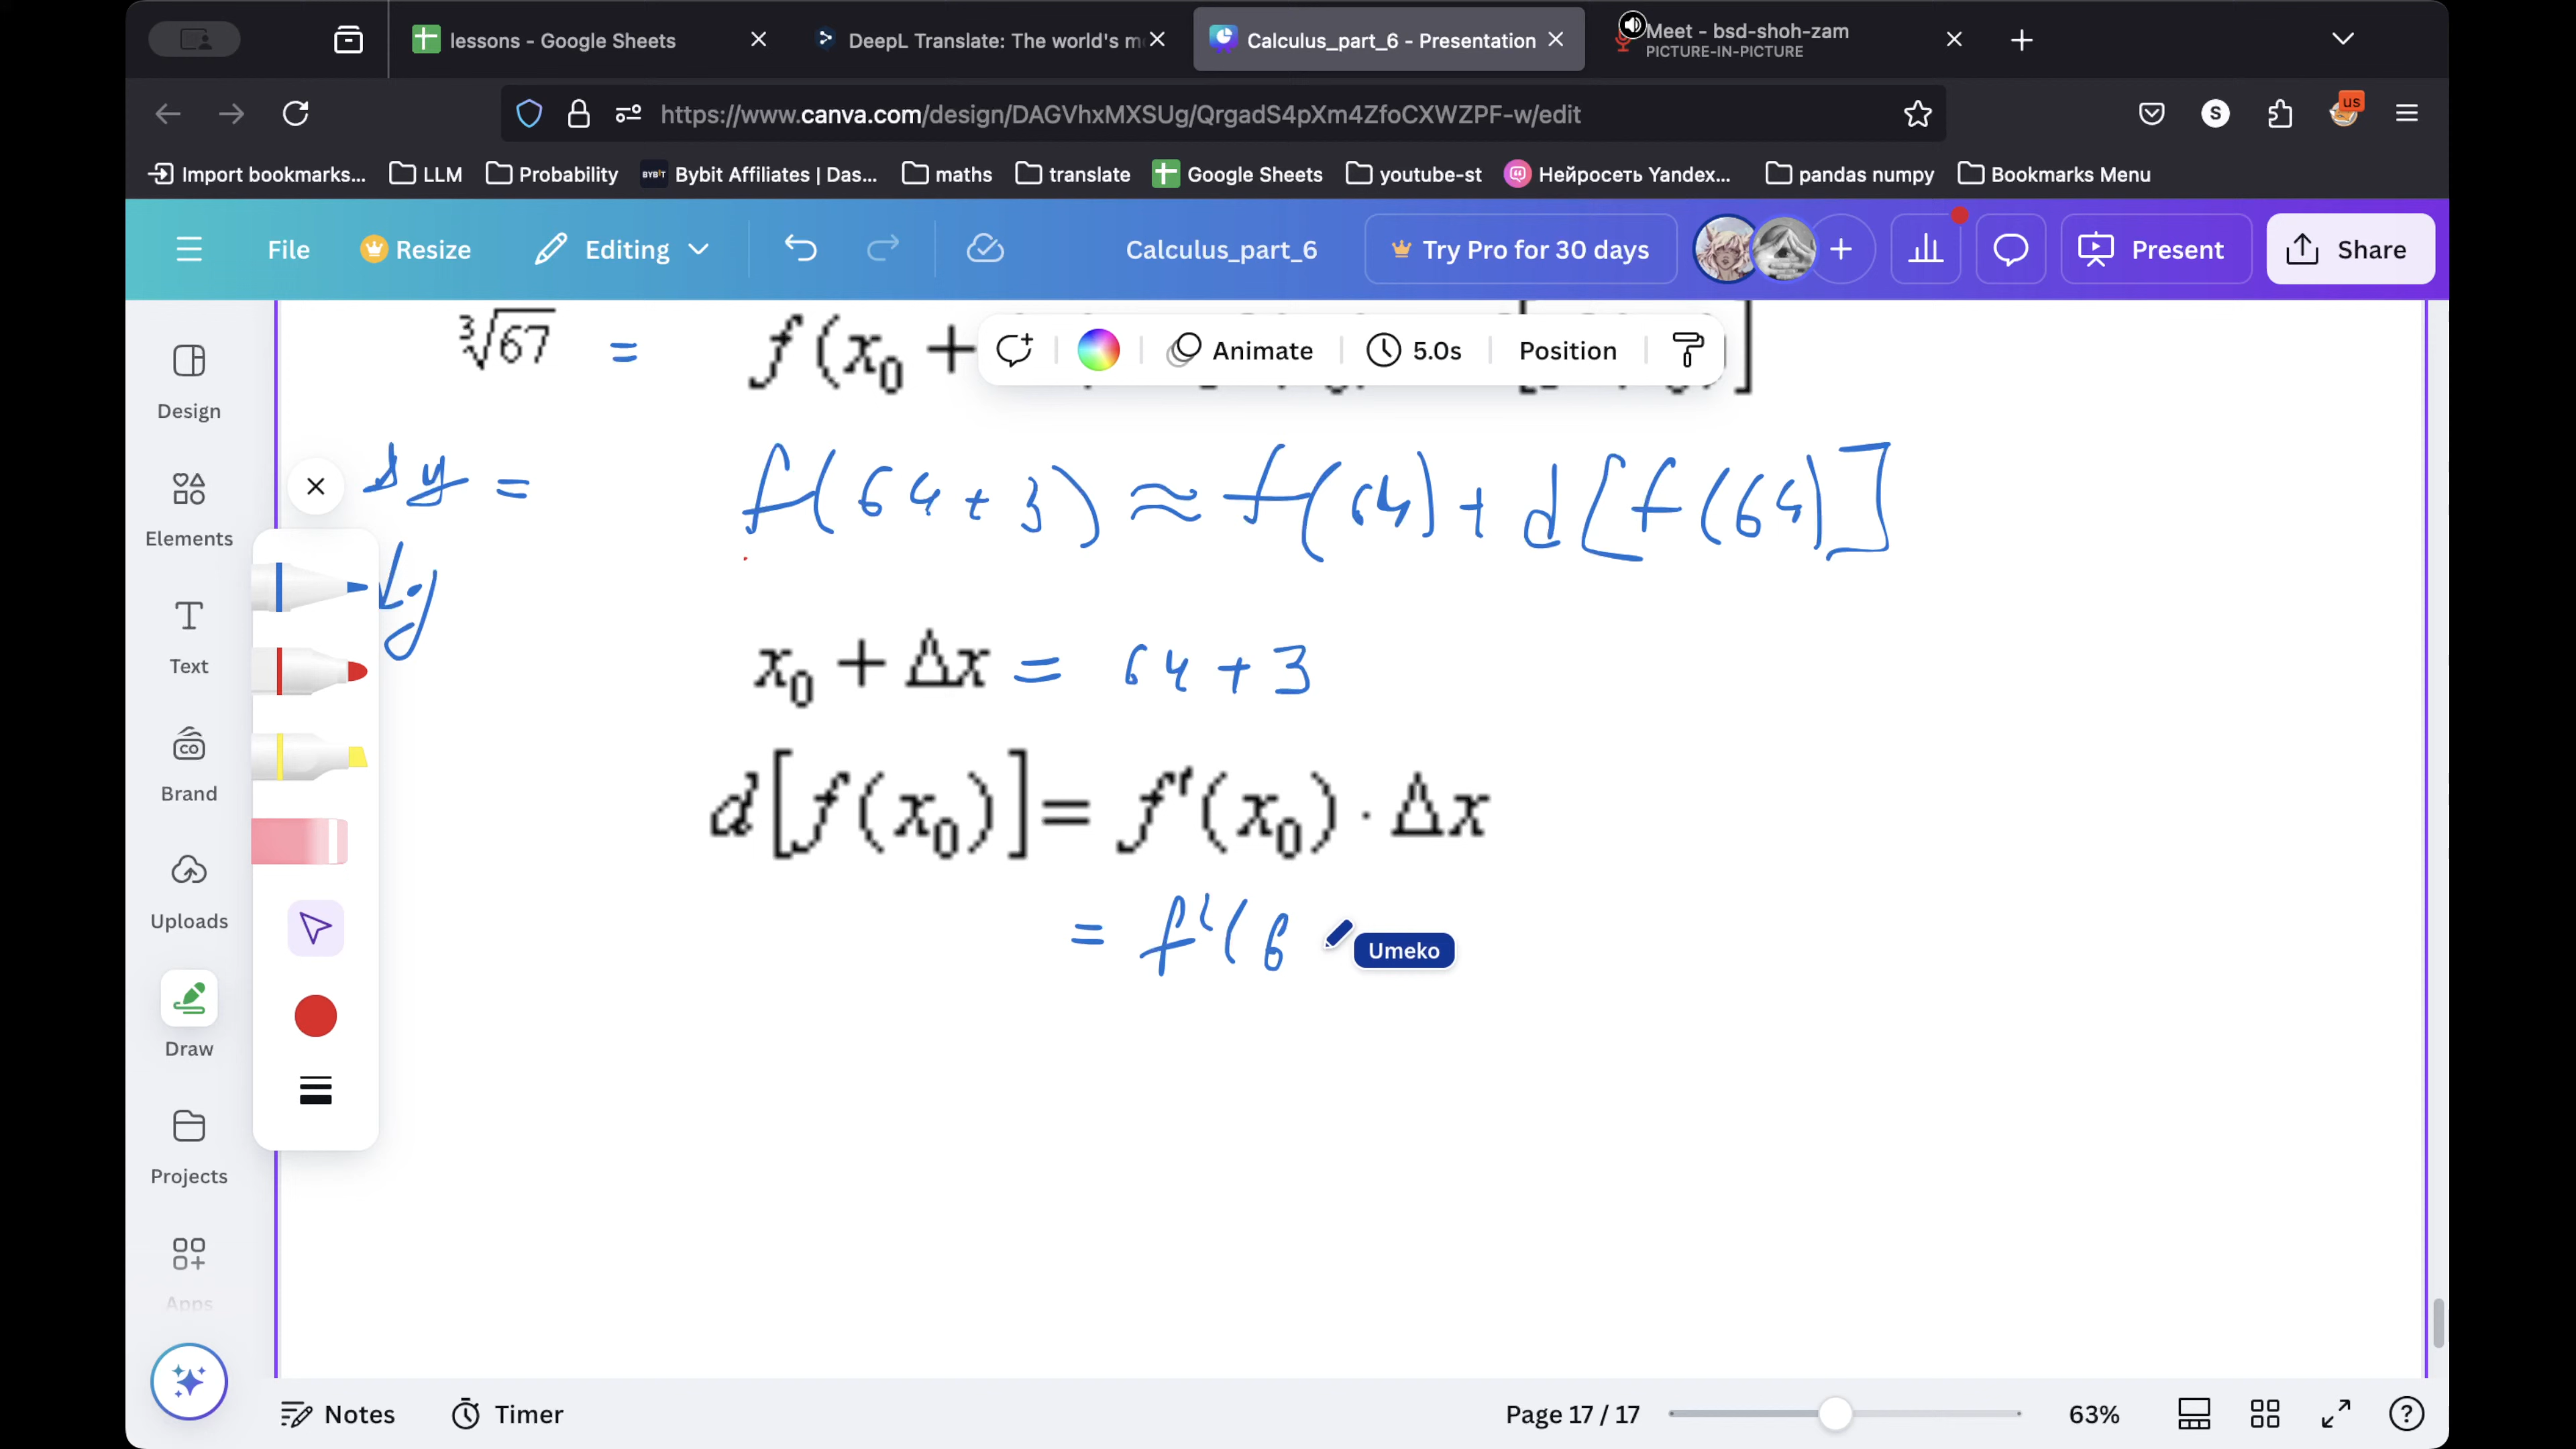 lessons - Google Sheets
DeepL Translate: The world's m
Calculus_part_6 - Presentation
Meet - bsd-shoh-zam
PICTURE-IN-PICTURE
https://www.canva.com/design/DAGVhxMXSUg/QrgadS4pXm4ZfoCXWZPF-w/edit
S
us
Import bookmarks...
LLM
Probability
BYBIT
Bybit Affiliates | Das...
maths
translate
Google Sheets
youtube-st
Нейросеть Yandex...
pandas numpy
Bookmarks Menu
File
Resize
Editing
Calculus_part_6
Try Pro for 30 days
Present
Share
Design
Elements
Text
Brand
Uploads
Draw
Projects
Apps
Animate
5.0s
Position
∛67 = f(x₀ +
f(64+3) ≈ f(64) + d[f(64)]
x₀ + Δx = 64 + 3
d[f(x₀)] = f'(x₀) · Δx
= f'(6
Umeko
Notes
Timer
Page 17 / 17
63%